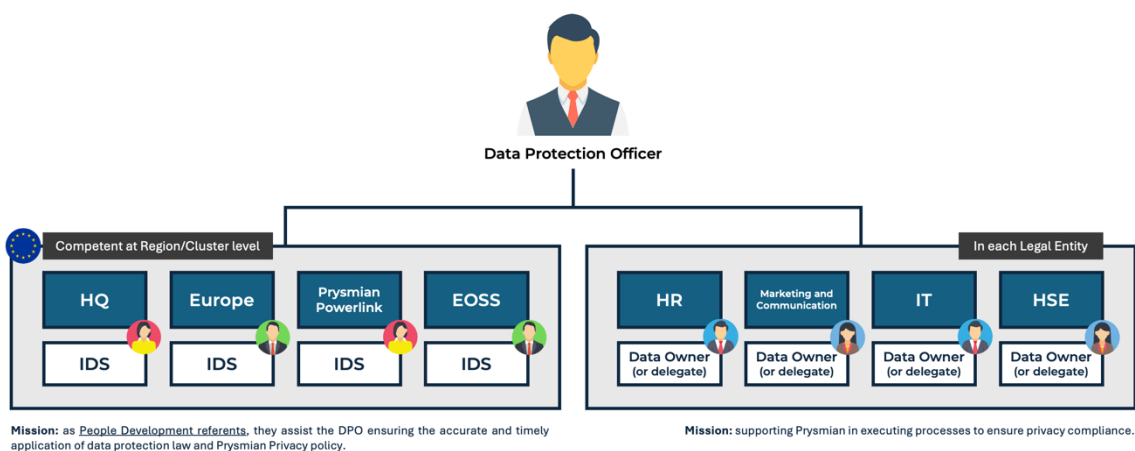 Data Protection Officer
Competent at Region/Cluster level
HQ
Europe
Prysmian
Powerlink
EOSS
IDS
IDS
IDS
IDS
Mission: as People Development referents, they assist the DPO ensuring the accurate and timely
application of data protection law and Prysmian Privacy policy.
In each Legal Entity
HR
Marketing and
Communication
IT
HSE
Data Owner
(or delegate)
Data Owner
(or delegate)
Data Owner
(or delegate)
Data Owner
(or delegate)
Mission: supporting Prysmian in executing processes to ensure privacy compliance.